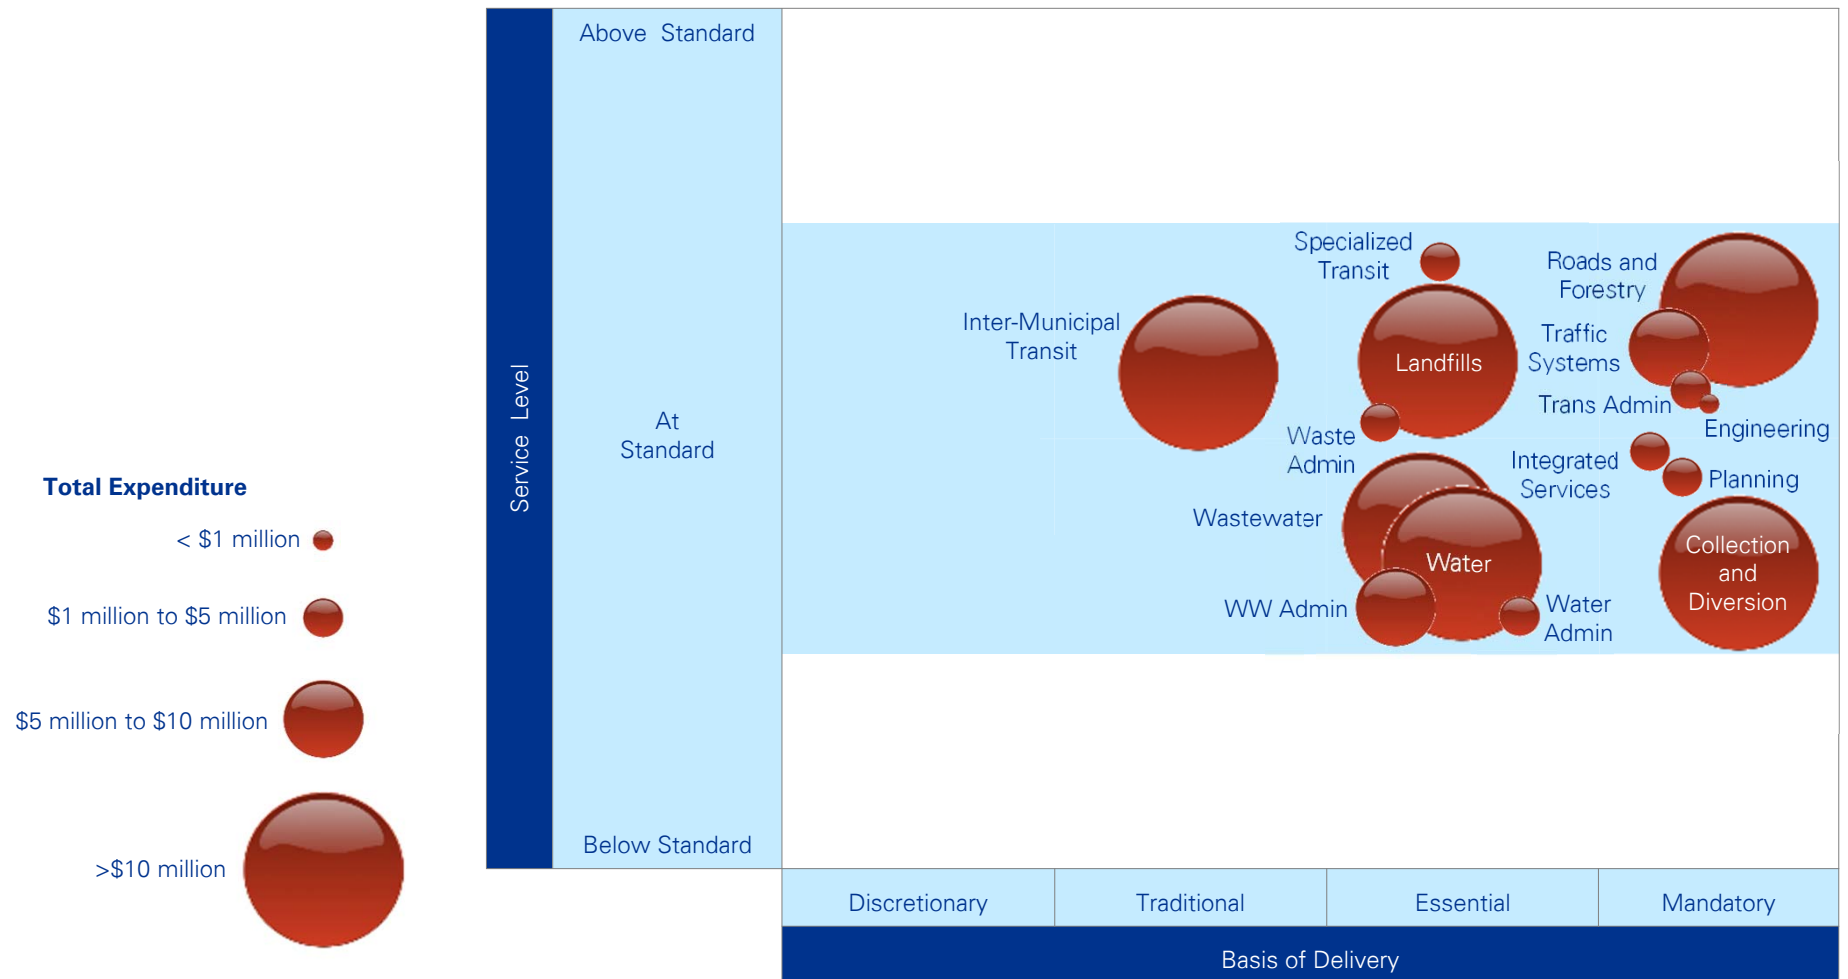 Total Expenditure
< $1 million
$1 million to $5 million
$5 million to $10 million
>$10 million
Service Level
Above Standard
At
Standard
Below Standard
Inter-Municipal
Transit
Specialized
Transit
Landfills
Waste
Admin
Wastewater
Water
WW Admin
Water
Admin
Roads and
Forestry
Traffic
Systems
Trans Admin
Engineering
Integrated
Services
Planning
Collection
and
Diversion
Discretionary
Traditional
Essential
Mandatory
Basis of Delivery